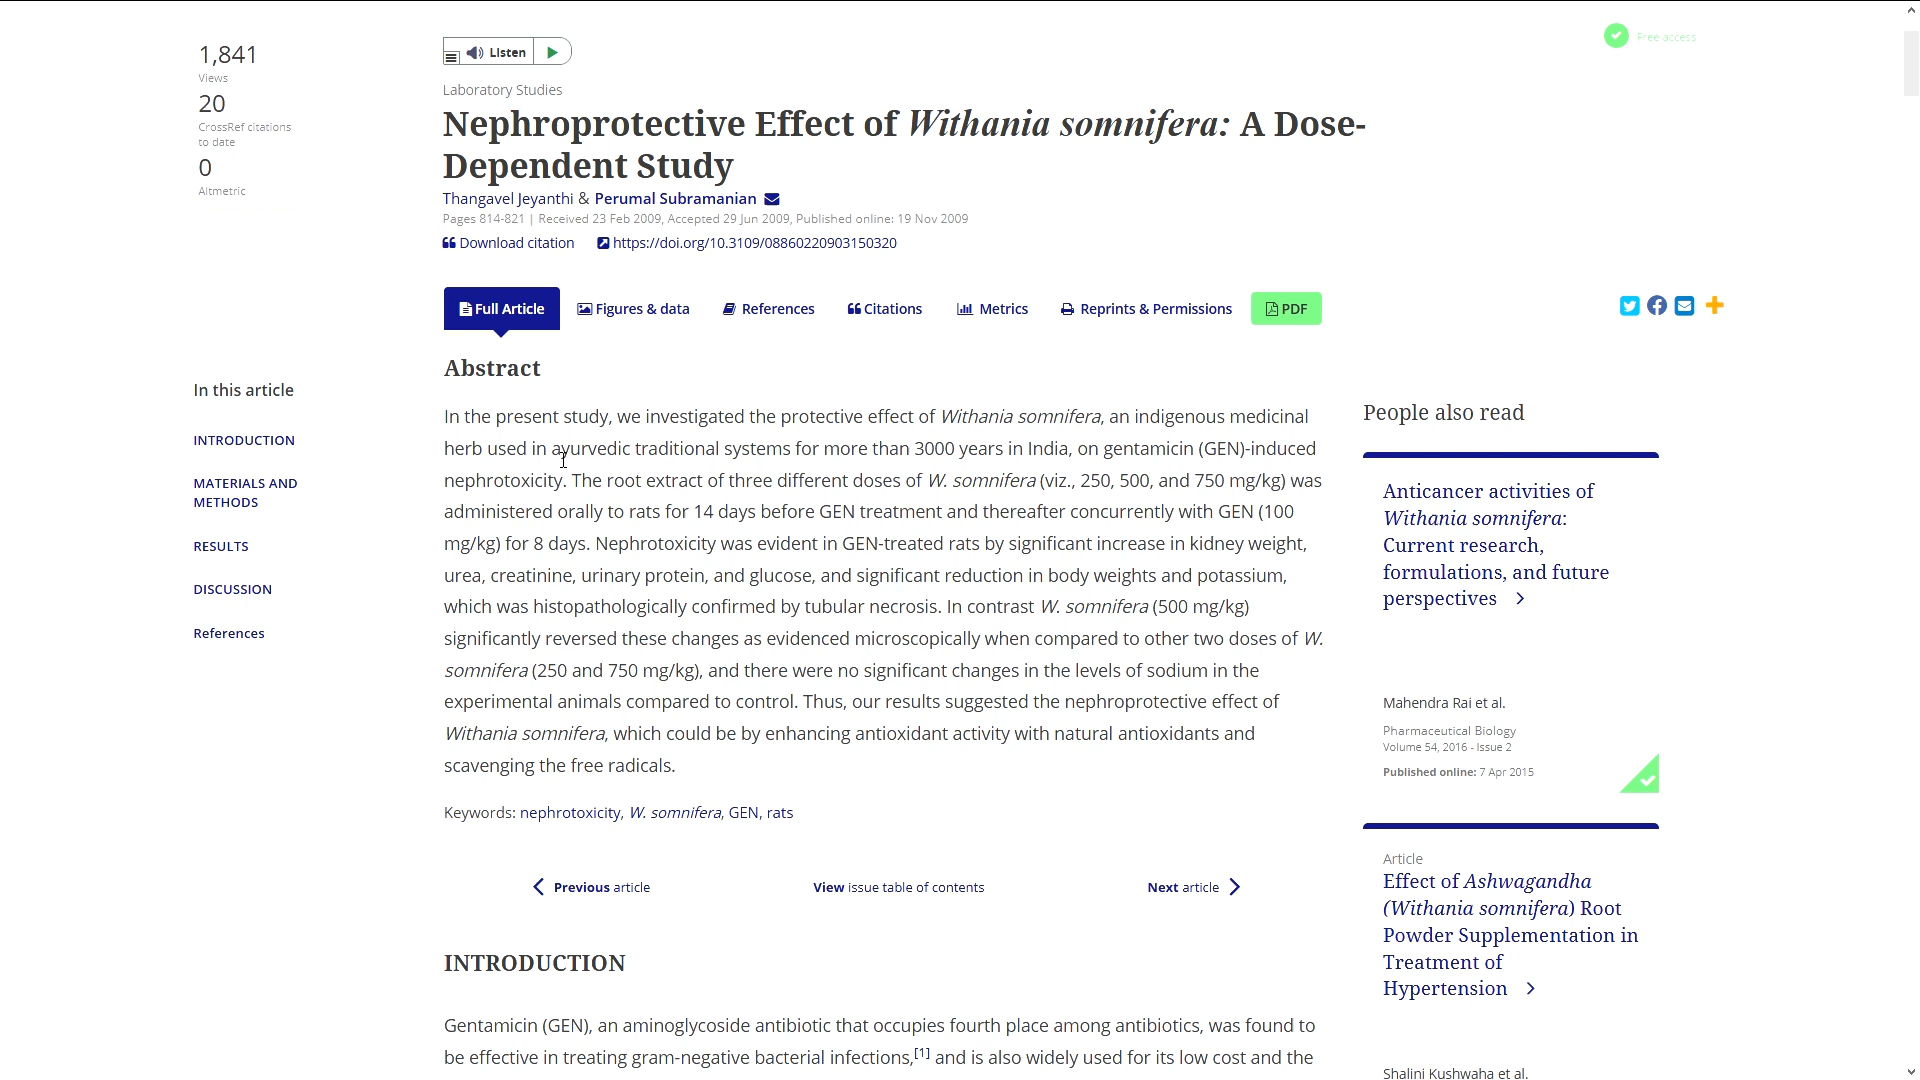 1,841
Views
20
CrossRef citations
to date
0
Altmetric
Listen
Free access
Laboratory Studies
Nephroprotective Effect of Withania somnifera: A Dose-
Dependent Study
Thangavel Jeyanthi & Perumal Subramanian
Pages 814-821 | Received 23 Feb 2009, Accepted 29 Jun 2009, Published online: 19 Nov 2009
Download citation https://doi.org/10.3109/08860220903150320
Full Article Figures & data References Citations Metrics Reprints & Permissions PDF
In this article
INTRODUCTION
MATERIALS AND
METHODS
RESULTS
DISCUSSION
References
Abstract
In the present study, we investigated the protective effect of Withania somnifera, an indigenous medicinal
herb used in ayurvedic traditional systems for more than 3000 years in India, on gentamicin (GEN)-induced
nephrotoxicity. The root extract of three different doses of W. somnifera (viz., 250, 500, and 750 mg/kg) was
administered orally to rats for 14 days before GEN treatment and thereafter concurrently with GEN (100
mg/kg) for 8 days. Nephrotoxicity was evident in GEN-treated rats by significant increase in kidney weight,
urea, creatinine, urinary protein, and glucose, and significant reduction in body weights and potassium,
which was histopathologically confirmed by tubular necrosis. In contrast W. somnifera (500 mg/kg)
significantly reversed these changes as evidenced microscopically when compared to other two doses of W.
somnifera (250 and 750 mg/kg), and there were no significant changes in the levels of sodium in the
experimental animals compared to control. Thus, our results suggested the nephroprotective effect of
Withania somnifera, which could be by enhancing antioxidant activity with natural antioxidants and
scavenging the free radicals.
Keywords: nephrotoxicity, W. somnifera, GEN, rats
Previous article View issue table of contents Next article
INTRODUCTION
Gentamicin (GEN), an aminoglycoside antibiotic that occupies fourth place among antibiotics, was found to
be effective in treating gram-negative bacterial infections,[1] and is also widely used for its low cost and the
People also read
Anticancer activities of
Withania somnifera:
Current research,
formulations, and future
perspectives
Mahendra Rai et al.
Pharmaceutical Biology
Volume 54, 2016 - Issue 2
Published online: 7 Apr 2015
Article
Effect of Ashwagandha
(Withania somnifera) Root
Powder Supplementation in
Treatment of
Hypertension
Shalini Kushwaha et al.